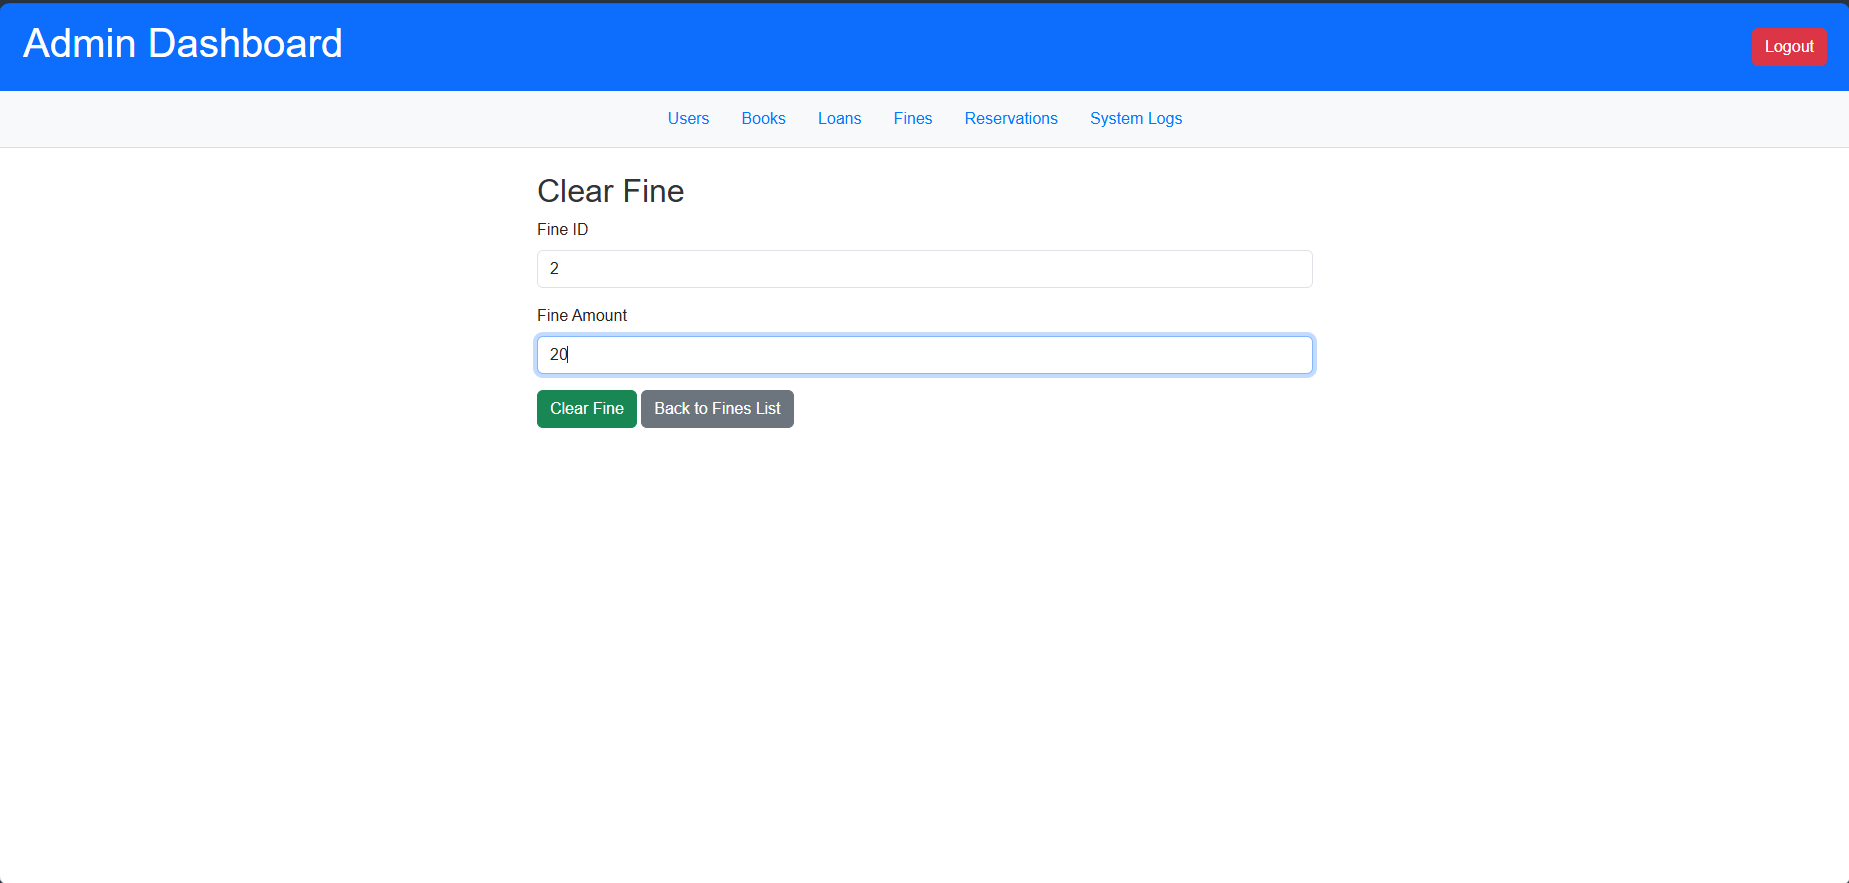 Admin Dashboard
Logout
Users Books Loans Fines Reservations System Logs
Clear Fine
Fine ID
2
Fine Amount
20
Clear Fine Back to Fines List